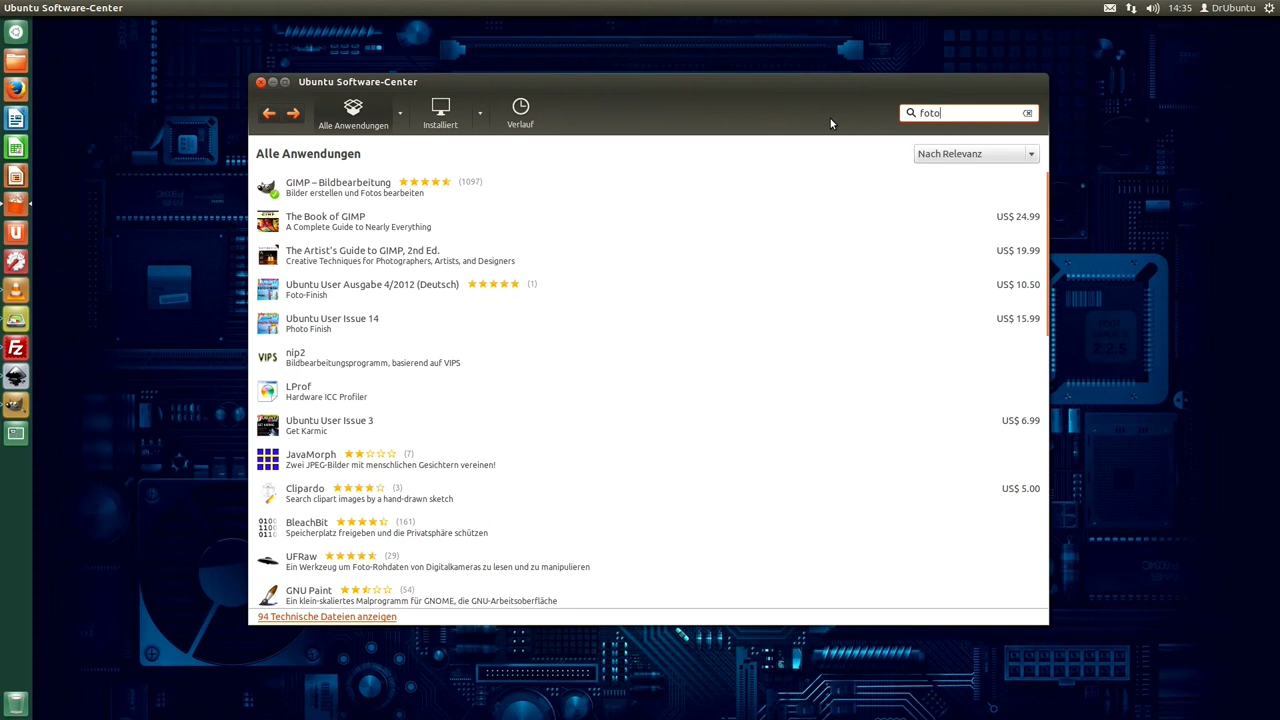 Ubuntu Software-Center
14:35 DrUbuntu
Ubuntu Software-Center
Alle Anwendungen Installiert Verlauf
foto
Alle Anwendungen
Nach Relevanz
GIMP – Bildbearbeitung (1097)
Bilder erstellen und Fotos bearbeiten
The Book of GIMP US$ 24.99
A Complete Guide to Nearly Everything
The Artist's Guide to GIMP, 2nd Ed. US$ 19.99
Creative Techniques for Photographers, Artists, and Designers
Ubuntu User Ausgabe 4/2012 (Deutsch) (1) US$ 10.50
Foto-Finish
Ubuntu User Issue 14 US$ 15.99
Photo Finish
VIPS nip2
Bildbearbeitungsprogramm, basierend auf VIPS
LProf
Hardware ICC Profiler
Ubuntu User Issue 3 US$ 6.99
Get Karmic
JavaMorph (7)
Zwei JPEG-Bilder mit menschlichen Gesichtern vereinen!
Clipardo (3) US$ 5.00
Search clipart images by a hand-drawn sketch
BleachBit (161)
Speicherplatz freigeben und die Privatsphäre schützen
UFRaw (29)
Ein Werkzeug um Foto-Rohdaten von Digitalkameras zu lesen und zu manipulieren
GNU Paint (54)
Ein klein-skaliertes Malprogramm für GNOME, die GNU-Arbeitsoberfläche
94 Technische Dateien anzeigen